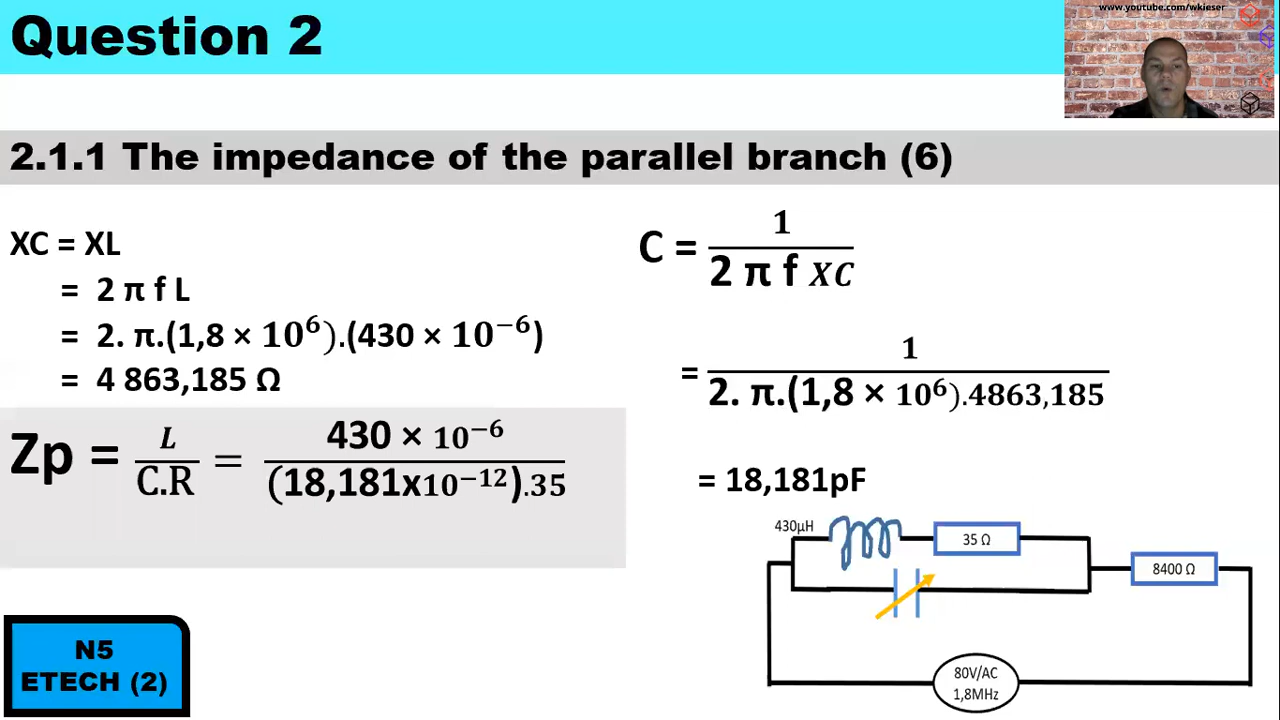 www.youtube.com/wkieser
Question 2
2.1.1 The impedance of the parallel branch (6)
XC = XL
= 2 π f L
= 2. π.(1,8 × 10⁶).(430 × 10⁻⁶)
= 4 863,185 Ω
Zp = L / C.R = 430 × 10⁻⁶ / (18,181x10⁻¹²).35
C = 1 / 2 π f XC
= 1 / 2. π.(1,8 × 10⁶).4863,185
= 18,181pF
430µH
35 Ω
8400 Ω
80V/AC
1,8MHz
N5
ETECH (2)